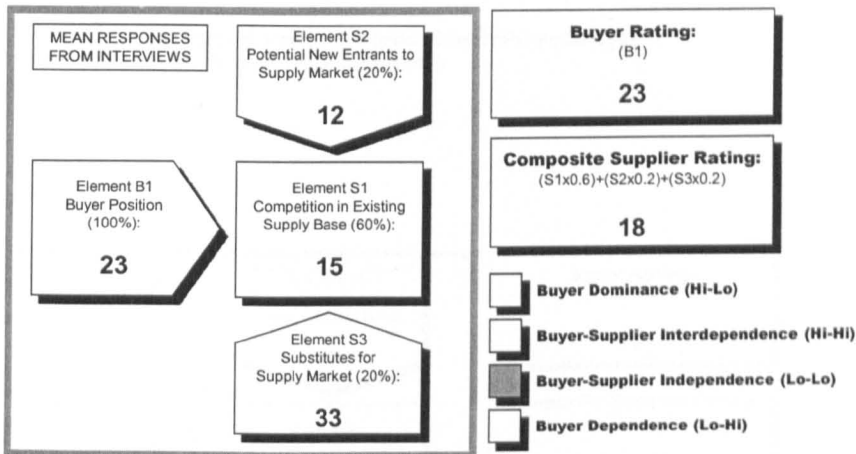 MEAN RESPONSES
FROM INTERVIEWS
Element S2
Potential New Entrants to
Supply Market (20%):
12
Element B1
Buyer Position
(100%):
23
Element S1
Competition in Existing
Supply Base (60%):
15
Element S3
Substitutes for
Supply Market (20%):
33
Buyer Rating:
(B1)
23
Composite Supplier Rating:
(S1x0.6)+(S2x0.2)+(S3x0.2)
18
Buyer Dominance (Hi-Lo)
Buyer-Supplier Interdependence (Hi-Hi)
Buyer-Supplier Independence (Lo-Lo)
Buyer Dependence (Lo-Hi)